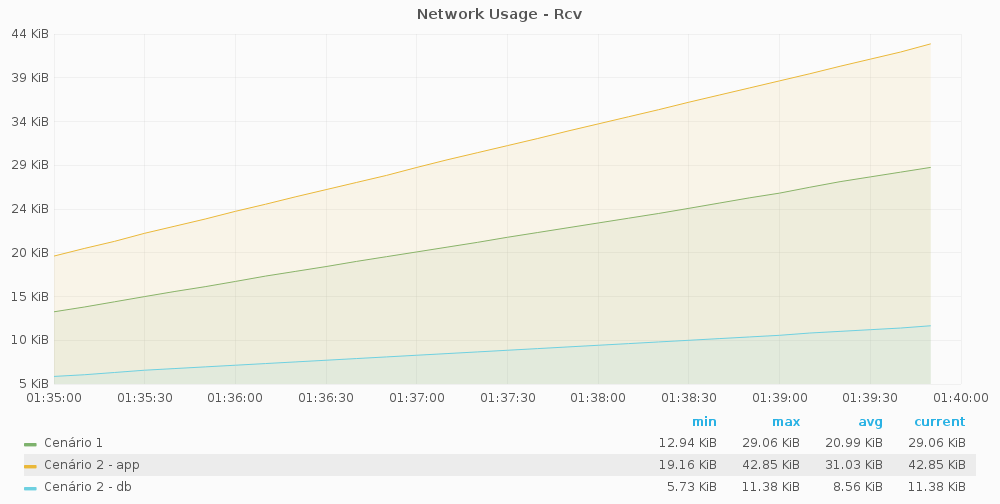 Network Usage - Rcv
44 KiB
39 KiB
34 KiB
29 KiB
24 KiB
20 KiB
15 KiB
10 KiB
5 KiB
01:35:00 01:35:30 01:36:00 01:36:30 01:37:00 01:37:30 01:38:00 01:38:30 01:39:00 01:39:30 01:40:00
min max avg current
Cenário 1 12.94 KiB 29.06 KiB 20.99 KiB 29.06 KiB
Cenário 2 - app 19.16 KiB 42.85 KiB 31.03 KiB 42.85 KiB
Cenário 2 - db 5.73 KiB 11.38 KiB 8.56 KiB 11.38 KiB